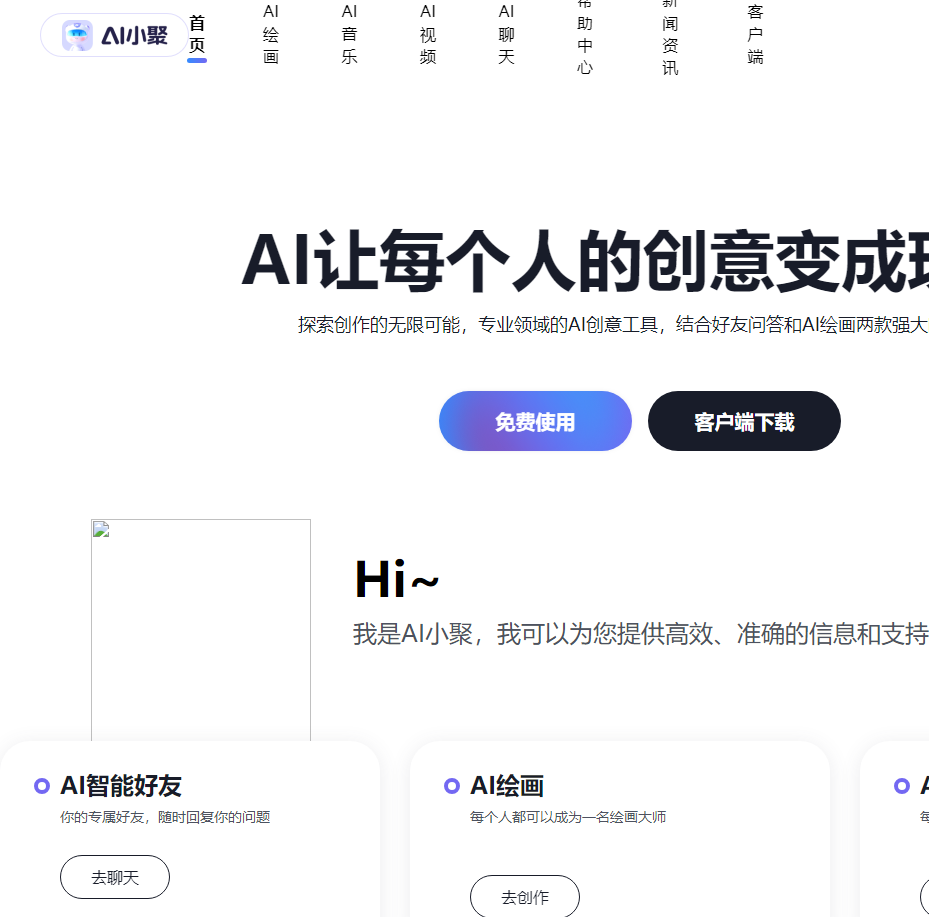 AI小聚
首页
AI绘画
AI音乐
AI视频
AI聊天
帮助中心
新闻资讯
客户端
AI让每个人的创意变成
探索创作的无限可能，专业领域的AI创意工具，结合好友问答和AI绘画两款强大
免费使用
客户端下载
Hi~
我是AI小聚，我可以为您提供高效、准确的信息和支持
AI智能好友
你的专属好友，随时回复你的问题
去聊天
AI绘画
每个人都可以成为一名绘画大师
去创作